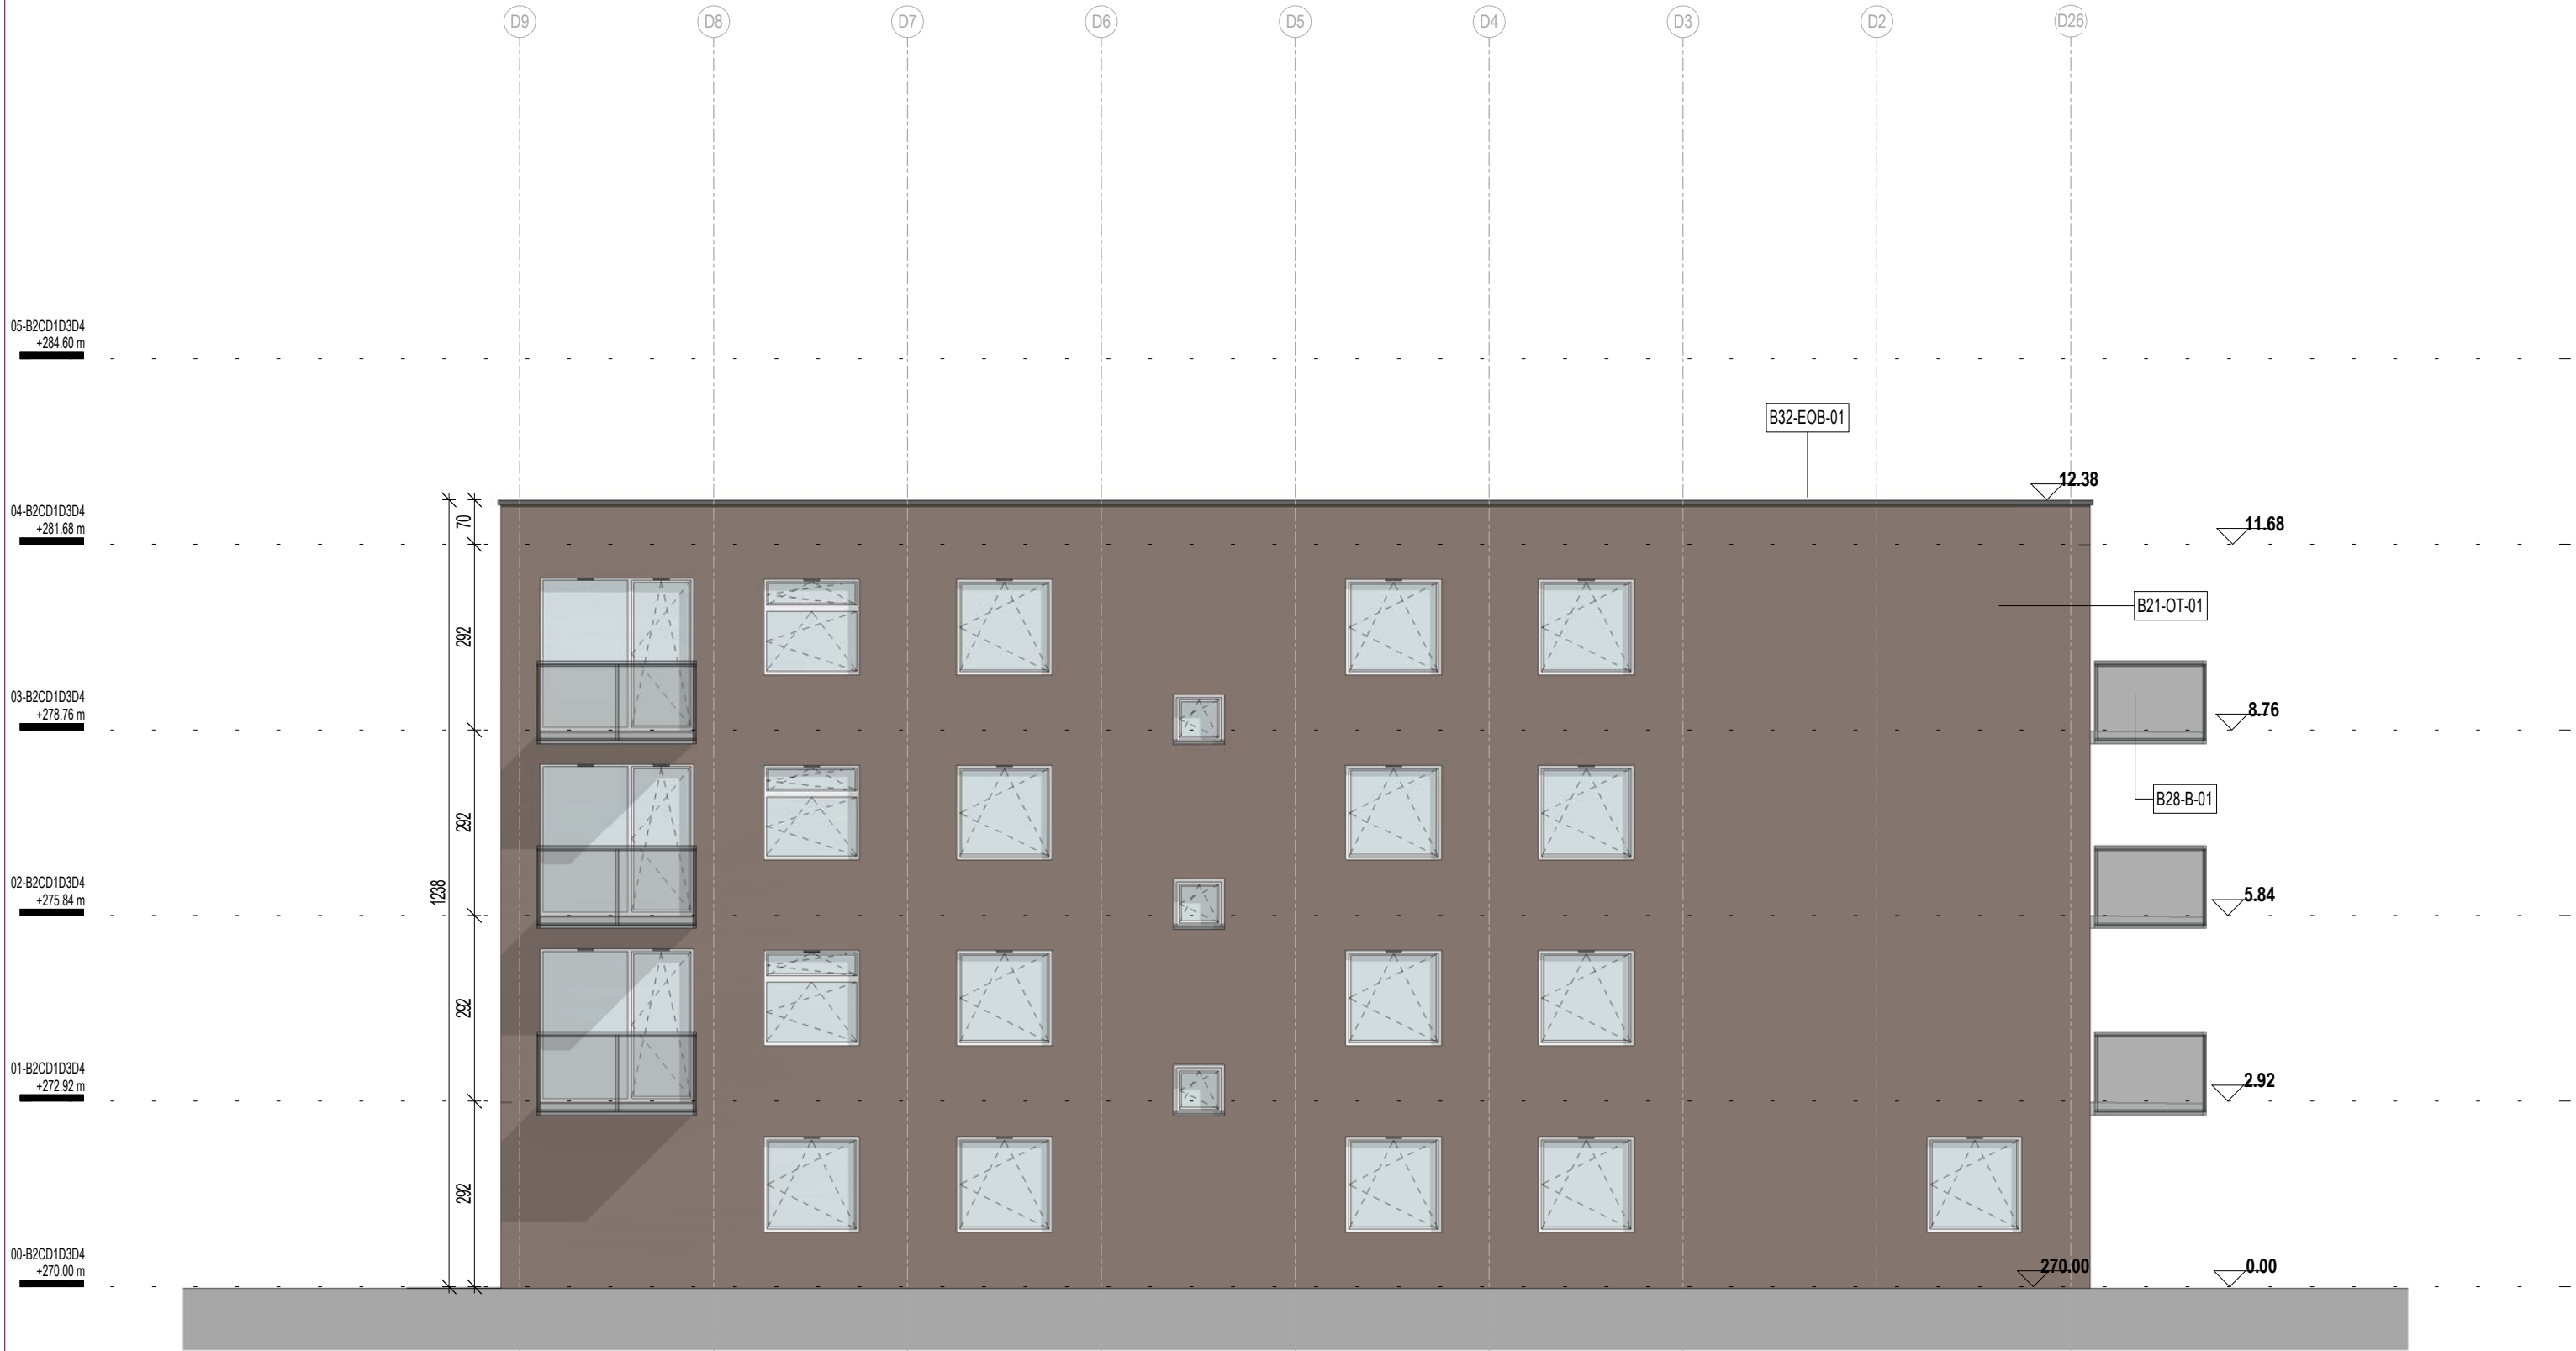 D9 D8 D7 D6 D5 D4 D3 D2 (D26)
05-B2CD1D3D4
+284.60 m
B32-EOB-01
12.38
04-B2CD1D3D4
+281.68 m
70
11.68
B21-OT-01
292
03-B2CD1D3D4
+278.76 m
8.76
B28-B-01
292
02-B2CD1D3D4
+275.84 m
1238
5.84
292
01-B2CD1D3D4
+272.92 m
2.92
292
00-B2CD1D3D4
+270.00 m
270.00
0.00